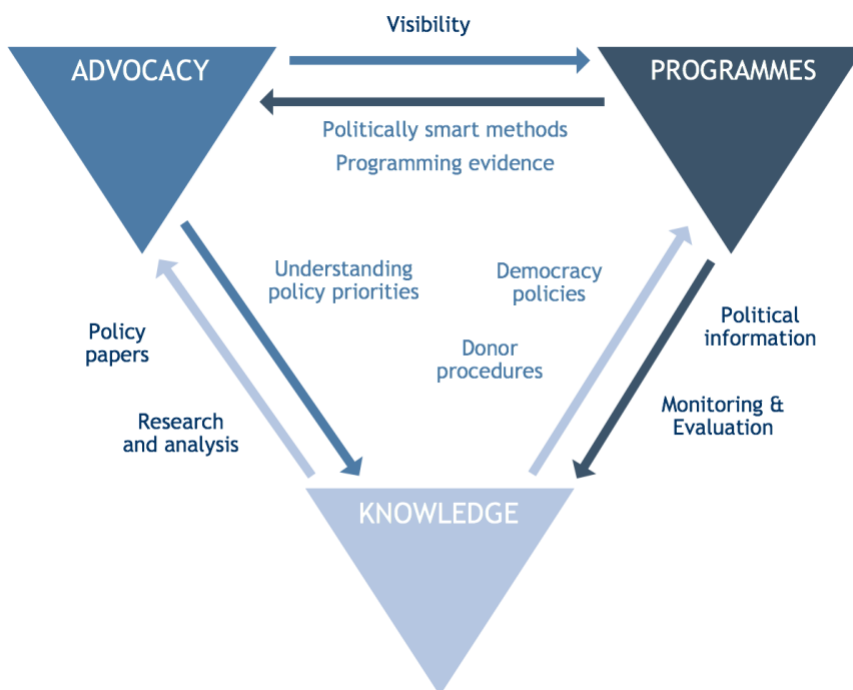 Visibility
ADVOCACY
PROGRAMMES
Politically smart methods
Programming evidence
Understanding
policy priorities
Democracy
policies
Policy
papers
Donor
procedures
Political
information
Research
and analysis
Monitoring &
Evaluation
KNOWLEDGE